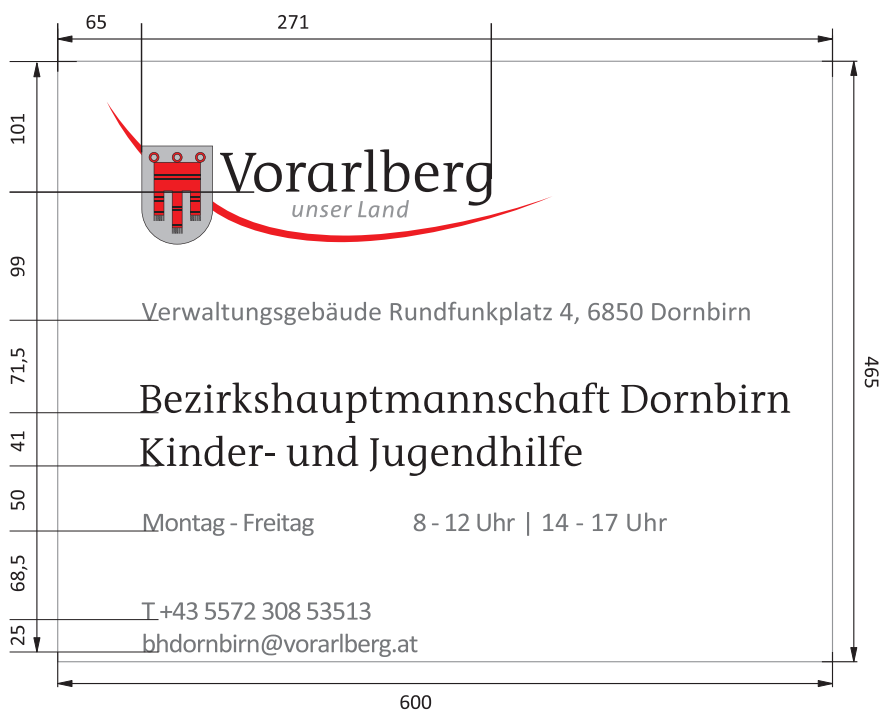 65 271
101
Vorarlberg
unser Land
99
Verwaltungsgebäude Rundfunkplatz 4, 6850 Dornbirn
71,5
465
Bezirkshauptmannschaft Dornbirn
41
Kinder- und Jugendhilfe
50
Montag - Freitag 8 - 12 Uhr | 14 - 17 Uhr
68,5
T +43 5572 308 53513
25
bhdornbirn@vorarlberg.at
600